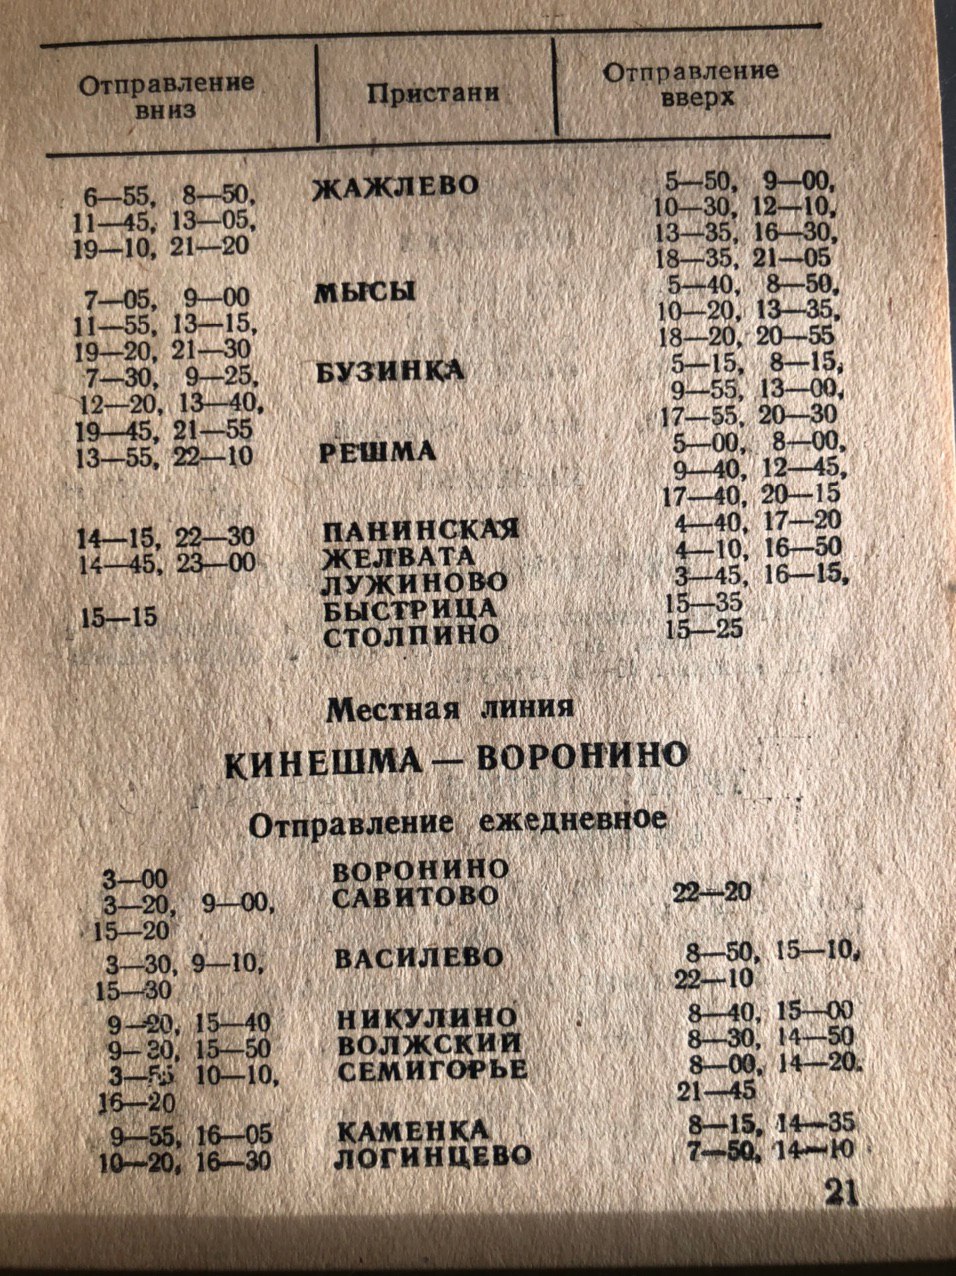 Отправление вниз Пристани Отправление вверх
6—55, 8—50, ЖАЖЛЕВО 5—50, 9—00,
11—45, 13—05, 10—30, 12—10,
19—10, 21—20 13—35, 16—30,
18—35, 21—05
7—05, 9—00 МЫСЫ 5—40, 8—50,
11—55, 13—15, 10—20, 13—35,
19—20, 21—30 18—20, 20—55
7—30, 9—25, БУЗИНКА 5—15, 8—15,
12—20, 13—40, 9—55, 13—00,
19—45, 21—55 17—55, 20—30
13—55, 22—10 РЕШМА 5—00, 8—00,
9—40, 12—45,
17—40, 20—15
14—15, 22—30 ПАНИНСКАЯ 4—40, 17—20
14—45, 23—00 ЖЕЛВАТА 4—10, 16—50
ЛУЖИНОВО 3—45, 16—15,
15—15 БЫСТРИЦА 15—35
СТОЛПИНО 15—25
Местная линия
КИНЕШМА — ВОРОНИНО
Отправление ежедневное
3—00 ВОРОНИНО
3—20, 9—00, САВИТОВО 22—20
15—20
3—30, 9—10, ВАСИЛЕВО 8—50, 15—10,
15—30 22—10
9—20, 15—40 НИКУЛИНО 8—40, 15—00
15—50 ВОЛЖСКИЙ 8—30, 14—50
10—10, СЕМИГОРЬЕ 8—00, 14—20.
16—20 21—45
9—55, 16—05 КАМЕНКА 8—15, 14—35
10—20, 16—30 ЛОГИНЦЕВО 7—50, 14—10
21